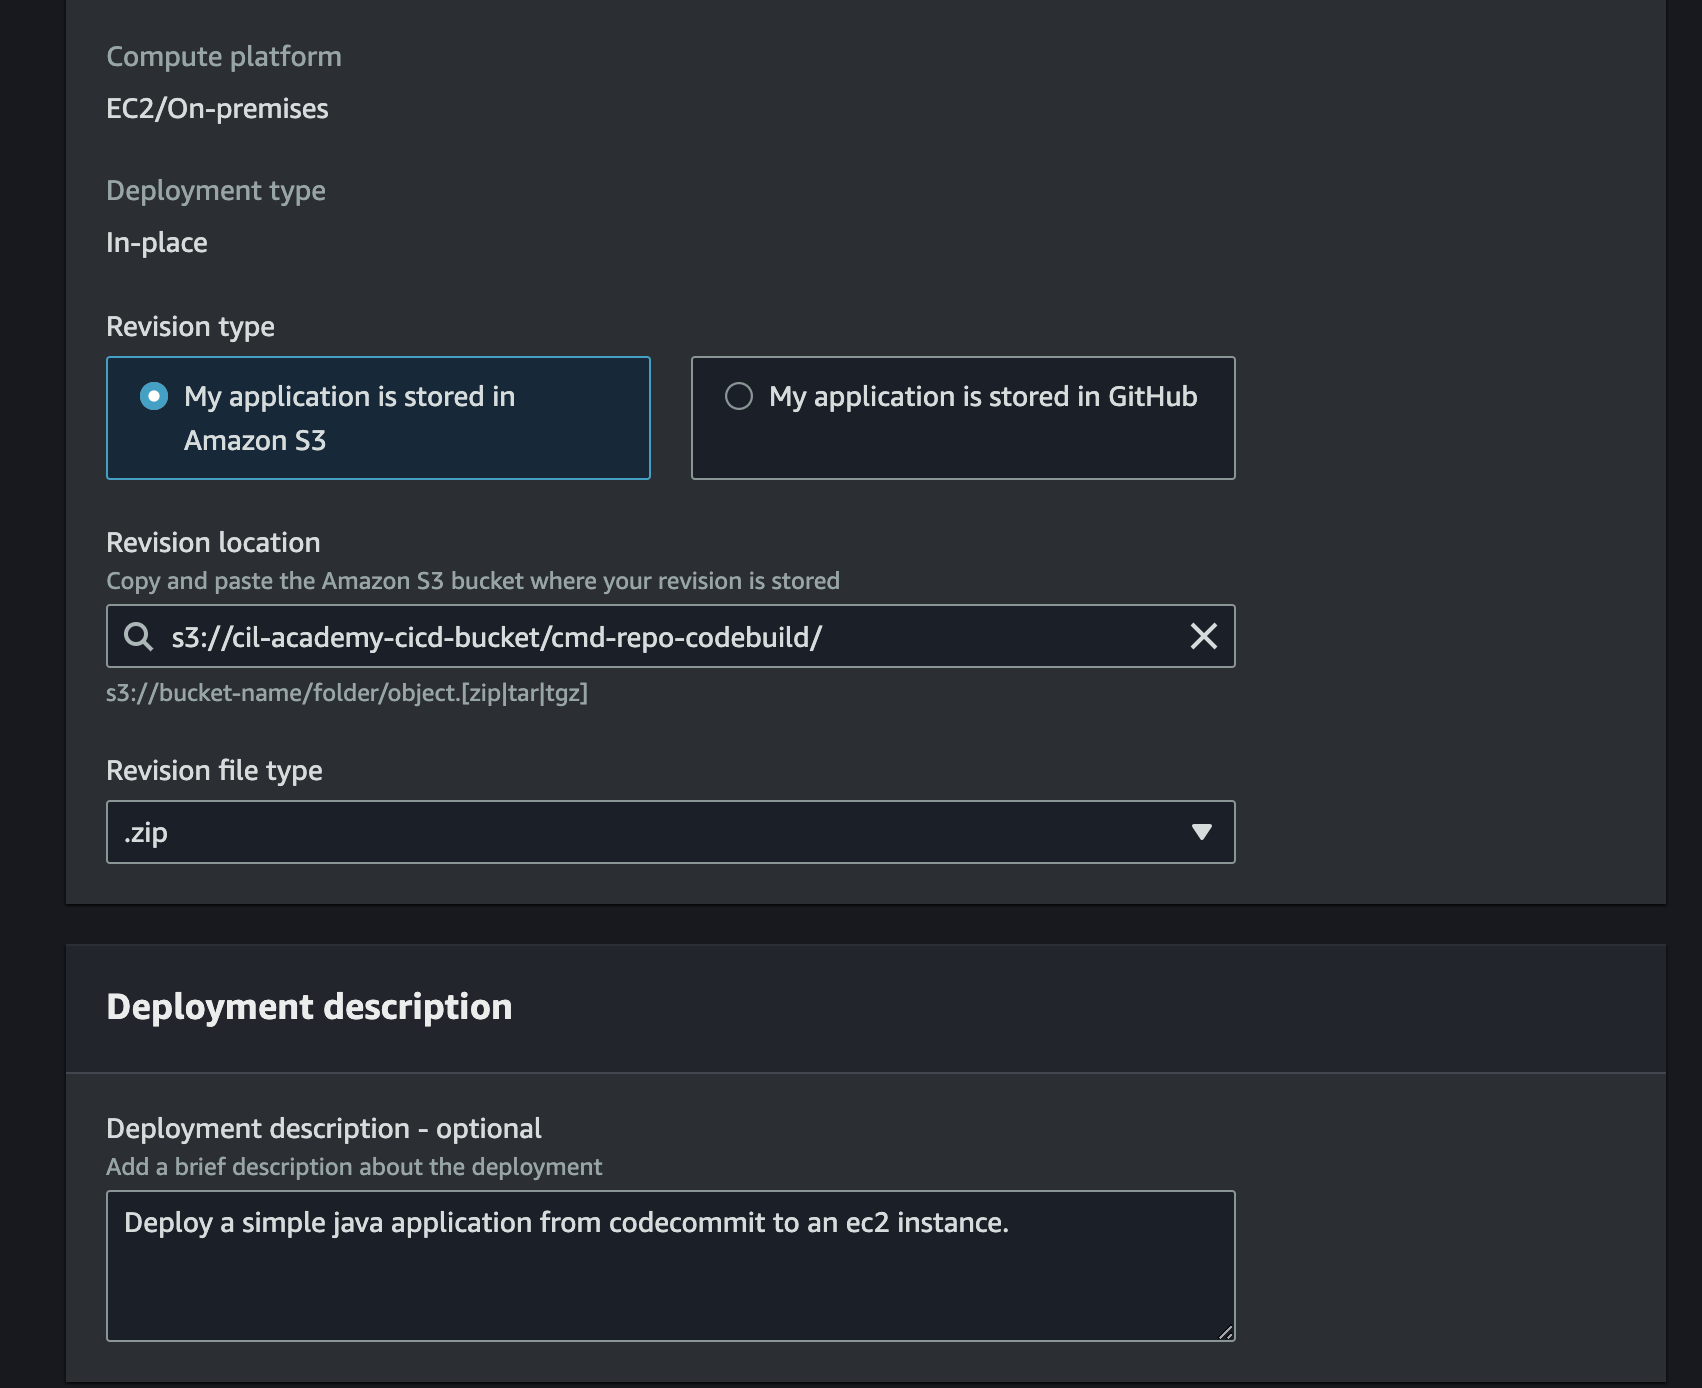 Compute platform
EC2/On-premises
Deployment type
In-place
Revision type
My application is stored in
Amazon S3
My application is stored in GitHub
Revision location
Copy and paste the Amazon S3 bucket where your revision is stored
s3://cil-academy-cicd-bucket/cmd-repo-codebuild/
s3://bucket-name/folder/object.[zip|tar|tgz]
Revision file type
.zip
Deployment description
Deployment description - optional
Add a brief description about the deployment
Deploy a simple java application from codecommit to an ec2 instance.